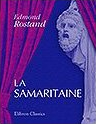 Edmond
Rostand
LA
SAMARITAINE
Elibron Classics